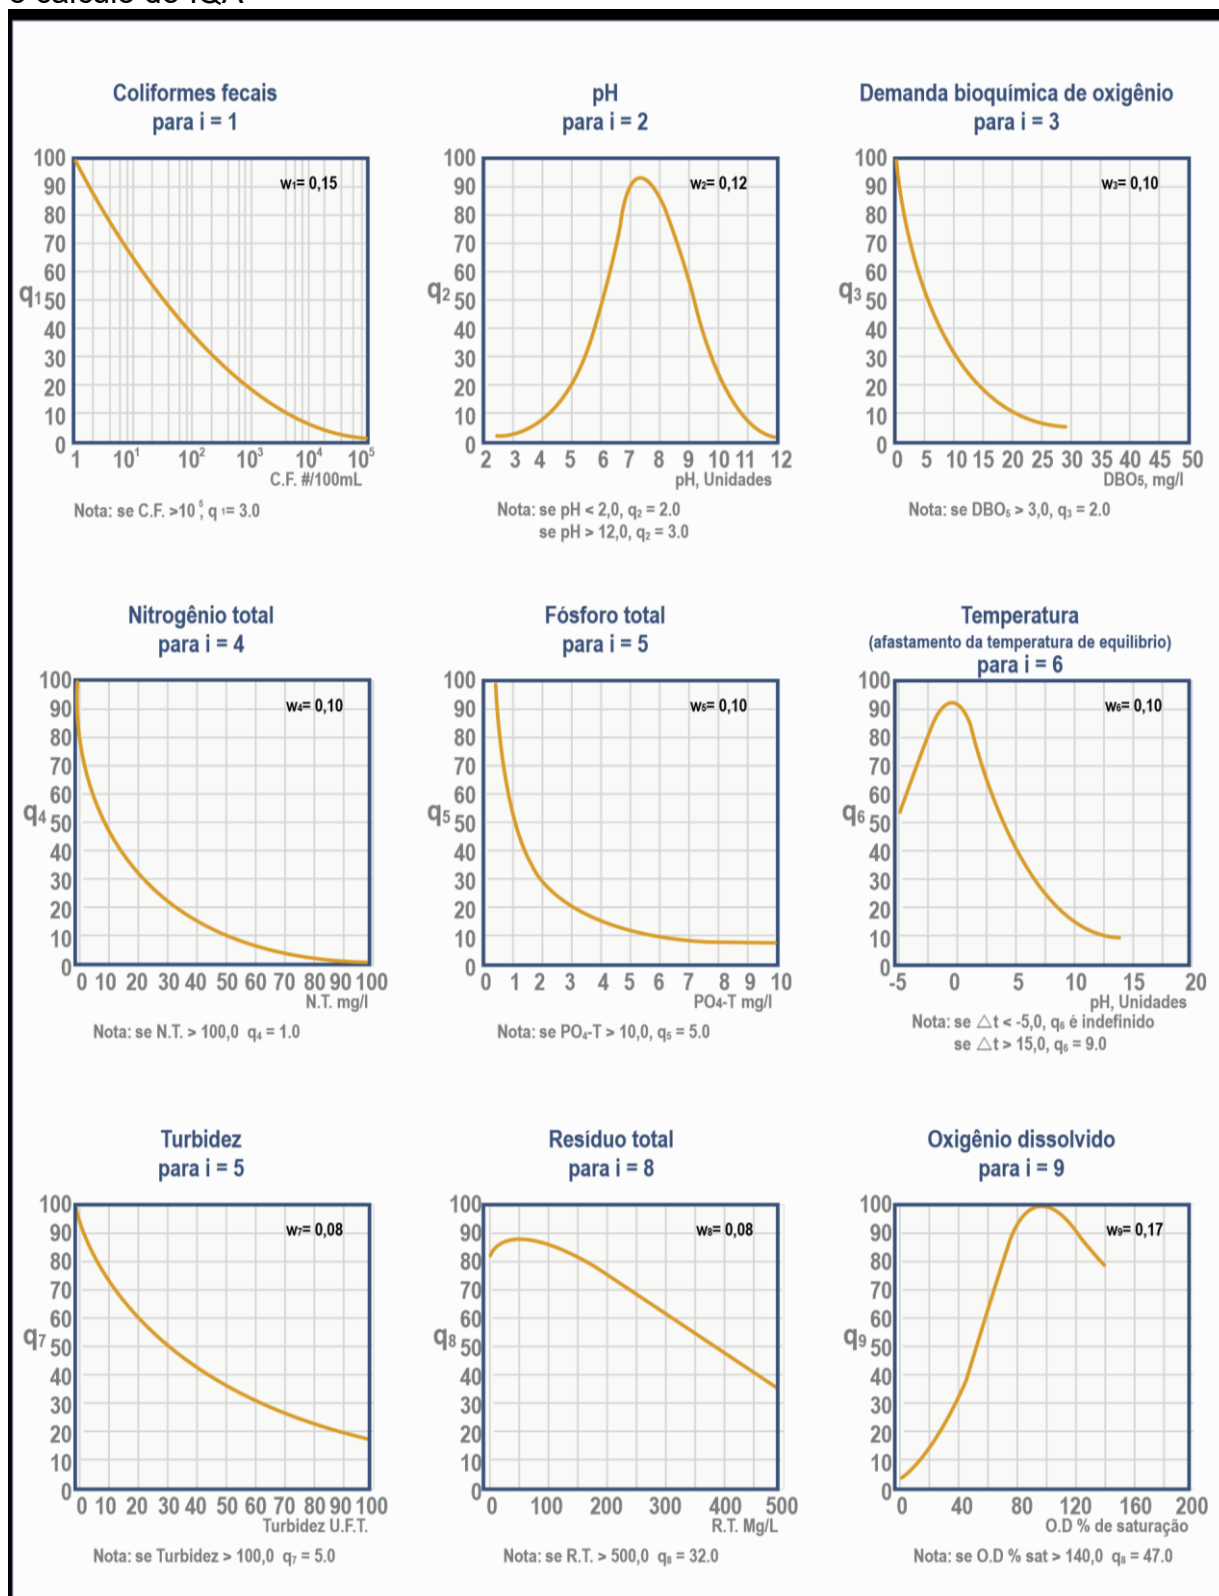 o cálculo do IQA
Coliformes fecais
para i = 1
100
90
80
70
60
50
40
30
20
10
0
q1
w1= 0,15
1 10¹ 10² 10³ 10⁴ 10⁵
C.F. #/100mL
Nota: se C.F. >10⁵, q 1= 3.0
pH
para i = 2
100
90
80
70
60
50
40
30
20
10
0
q2
w2= 0,12
2 3 4 5 6 7 8 9 10 11 12
pH, Unidades
Nota: se pH < 2,0, q2 = 2.0
se pH > 12,0, q2 = 3.0
Demanda bioquímica de oxigênio
para i = 3
100
90
80
70
60
50
40
30
20
10
0
q3
w3= 0,10
0 5 10 15 20 25 30 35 40 45 50
DBO5, mg/l
Nota: se DBO5 > 3,0, q3 = 2.0
Nitrogênio total
para i = 4
100
90
80
70
60
50
40
30
20
10
0
q4
w4= 0,10
0 10 20 30 40 50 60 70 80 90 100
N.T. mg/l
Nota: se N.T. > 100,0 q4 = 1.0
Fósforo total
para i = 5
100
90
80
70
60
50
40
30
20
10
0
q5
w5= 0,10
0 1 2 3 4 5 6 7 8 9 10
PO4-T mg/l
Nota: se PO4-T > 10,0, q5 = 5.0
Temperatura
(afastamento da temperatura de equilibrio)
para i = 6
100
90
80
70
60
50
40
30
20
10
0
q6
w6= 0,10
-5 0 5 10 15 20
pH, Unidades
Nota: se △t < -5,0, q6 é indefinido
se △t > 15,0, q6 = 9.0
Turbidez
para i = 5
100
90
80
70
60
50
40
30
20
10
0
q7
w7= 0,08
0 10 20 30 40 50 60 70 80 90 100
Turbidez U.F.T.
Nota: se Turbidez > 100,0 q7 = 5.0
Resíduo total
para i = 8
100
90
80
70
60
50
40
30
20
10
0
q8
w8= 0,08
0 100 200 300 400 500
R.T. Mg/L
Nota: se R.T. > 500,0 q8 = 32.0
Oxigênio dissolvido
para i = 9
100
90
80
70
60
50
40
30
20
10
0
q9
w9= 0,17
0 40 80 120 160 200
O.D % de saturação
Nota: se O.D % sat > 140,0 q8 = 47.0